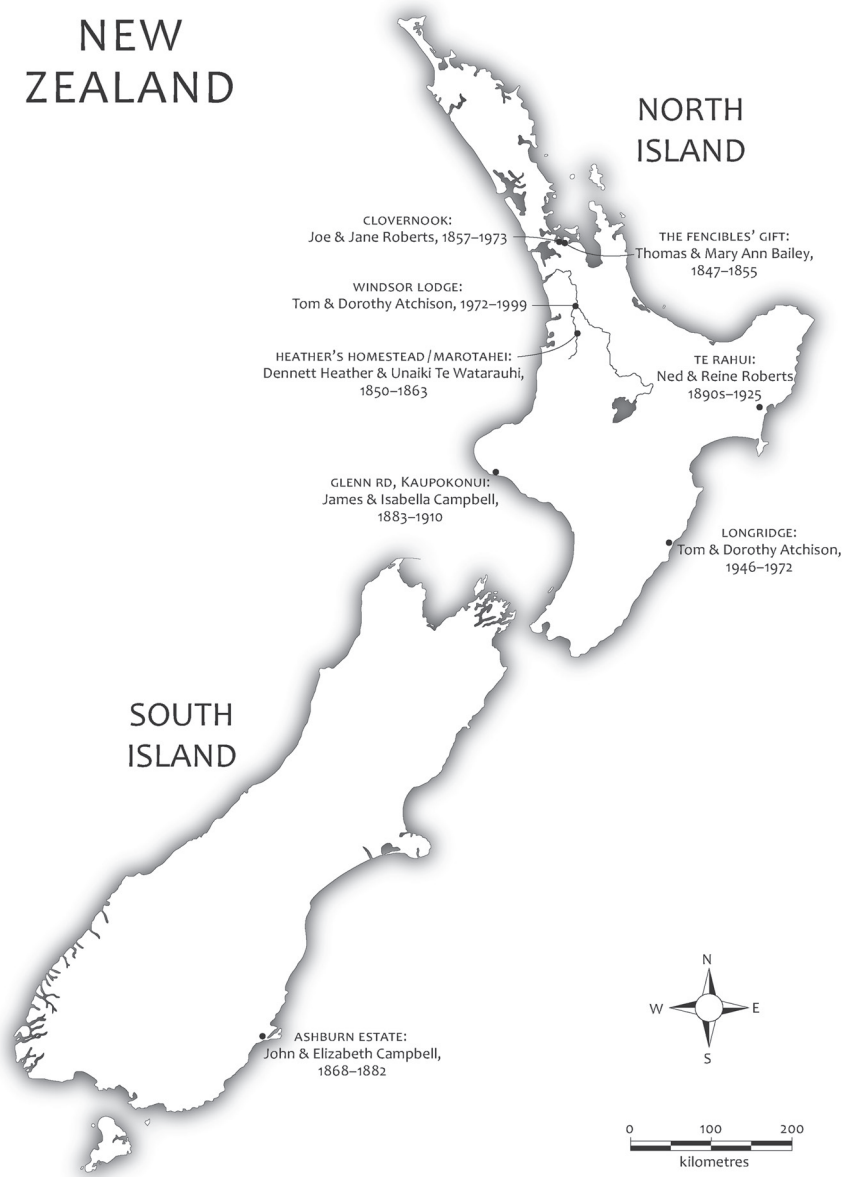 NEW
ZEALAND
NORTH
ISLAND
CLOVERNOOK:
Joe & Jane Roberts, 1857–1973
THE FENCIBLES' GIFT:
Thomas & Mary Ann Bailey,
1847–1855
WINDSOR LODGE:
Tom & Dorothy Atchison, 1972–1999
HEATHER'S HOMESTEAD/MAROTAHEI:
Dennett Heather & Unaiki Te Watarauhi,
1850–1863
TE RAHUI:
Ned & Reine Roberts
1890s–1925
GLENN RD, KAUPOKONUI:
James & Isabella Campbell,
1883–1910
LONGRIDGE:
Tom & Dorothy Atchison,
1946–1972
SOUTH
ISLAND
N
W
E
S
ASHBURN ESTATE:
John & Elizabeth Campbell,
1868–1882
0 100 200
kilometres